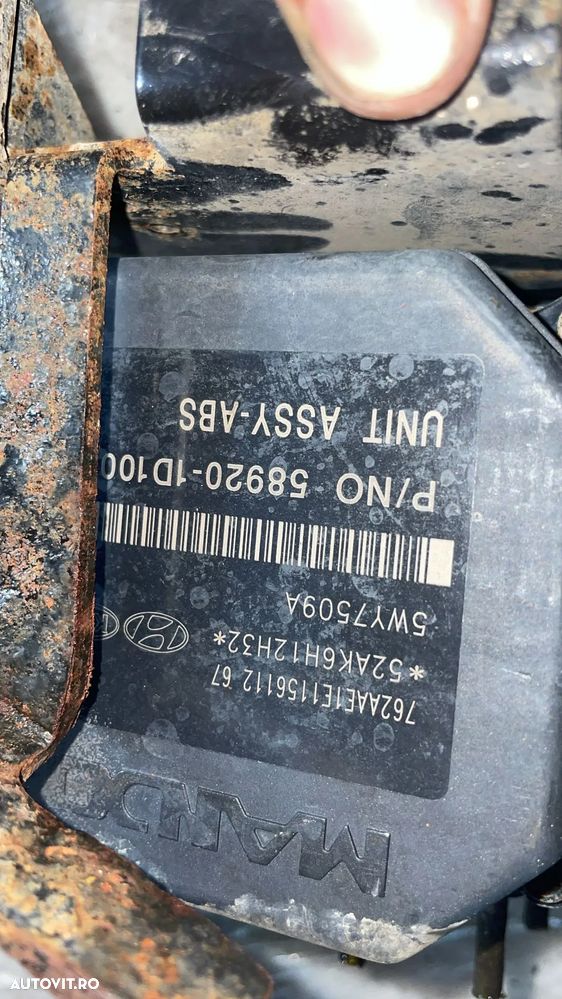 MANDO
762AAE1E1156112 67
*52AK6H12H32*
5WY7509A
P/NO 58920-1D100
UNIT ASSY-ABS
AUTOVIT.RO